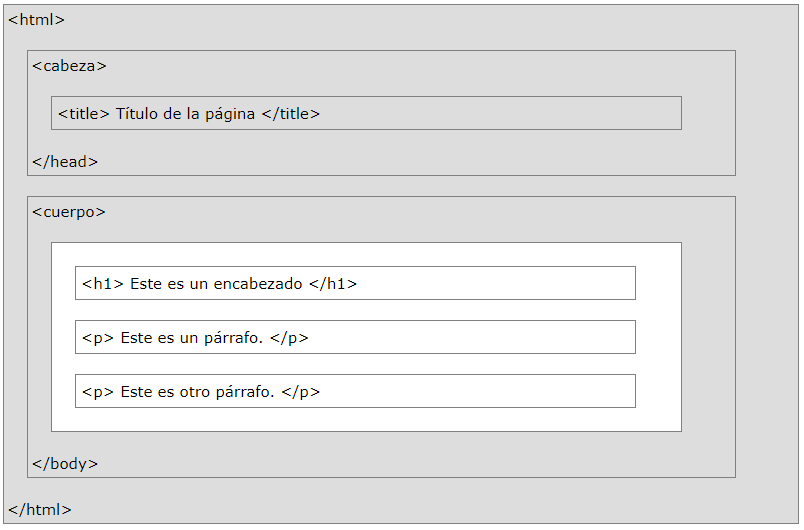 <html>
<cabeza>
<title> Título de la página </title>
</head>
<cuerpo>
<h1> Este es un encabezado </h1>
<p> Este es un párrafo. </p>
<p> Este es otro párrafo. </p>
</body>
</html>